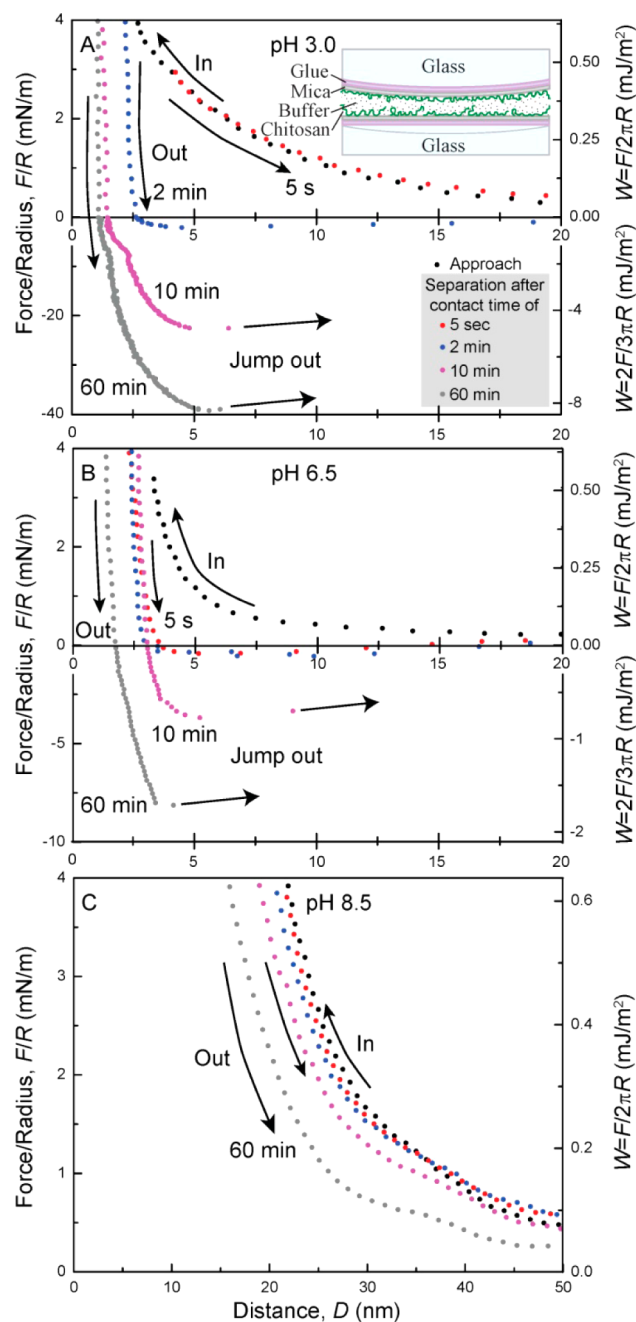 A
pH 3.0
In
Out
2 min
5 s
Glass
Glue
Mica
Buffer
Chitosan
Glass
4
2
0
-20
-40
Force/Radius, F/R (mN/m)
0.50
0.25
0.00
-4
-8
W=F/2πR (mJ/m²)
W=2F/3πR (mJ/m²)
0 5 10 15 20
10 min
60 min
Jump out
Approach
Separation after
contact time of
5 sec
2 min
10 min
60 min
0 5 10 15 20
B
pH 6.5
In
Out
5 s
4
2
0
-5
-10
Force/Radius, F/R (mN/m)
0.50
0.25
0.00
-1
-2
W=F/2πR (mJ/m²)
W=2F/3πR (mJ/m²)
0 5 10 15 20
10 min
60 min
Jump out
0 5 10 15 20
C
pH 8.5
In
Out
60 min
4
3
2
1
0
Force/Radius, F/R (mN/m)
0.6
0.4
0.2
0.0
W=F/2πR (mJ/m²)
0 10 20 30 40 50
Distance, D (nm)